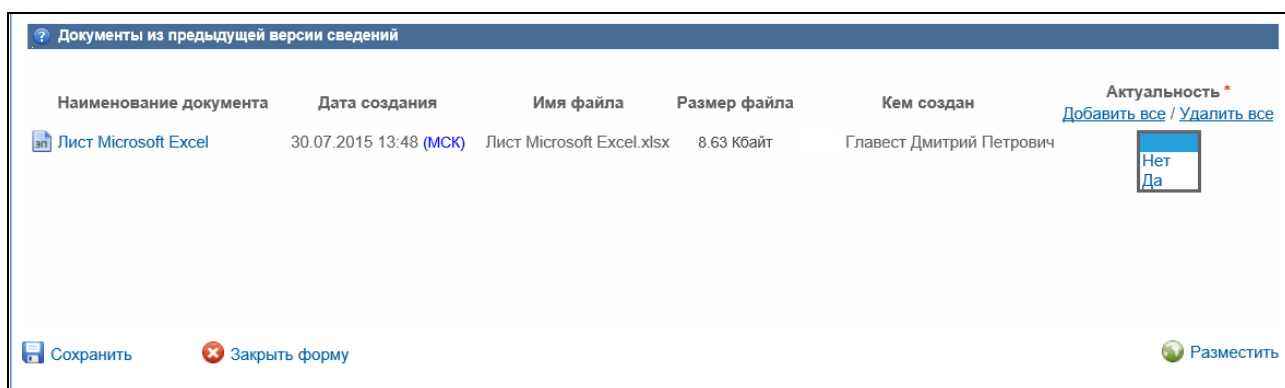 Документы из предыдущей версии сведений
Наименование документа Дата создания Имя файла Размер файла Кем создан Актуальность *
Добавить все / Удалить все
эп Лист Microsoft Excel 30.07.2015 13:48 (МСК) Лист Microsoft Excel.xlsx 8.63 Кбайт Главест Дмитрий Петрович
Нет
Да
Сохранить Закрыть форму Разместить